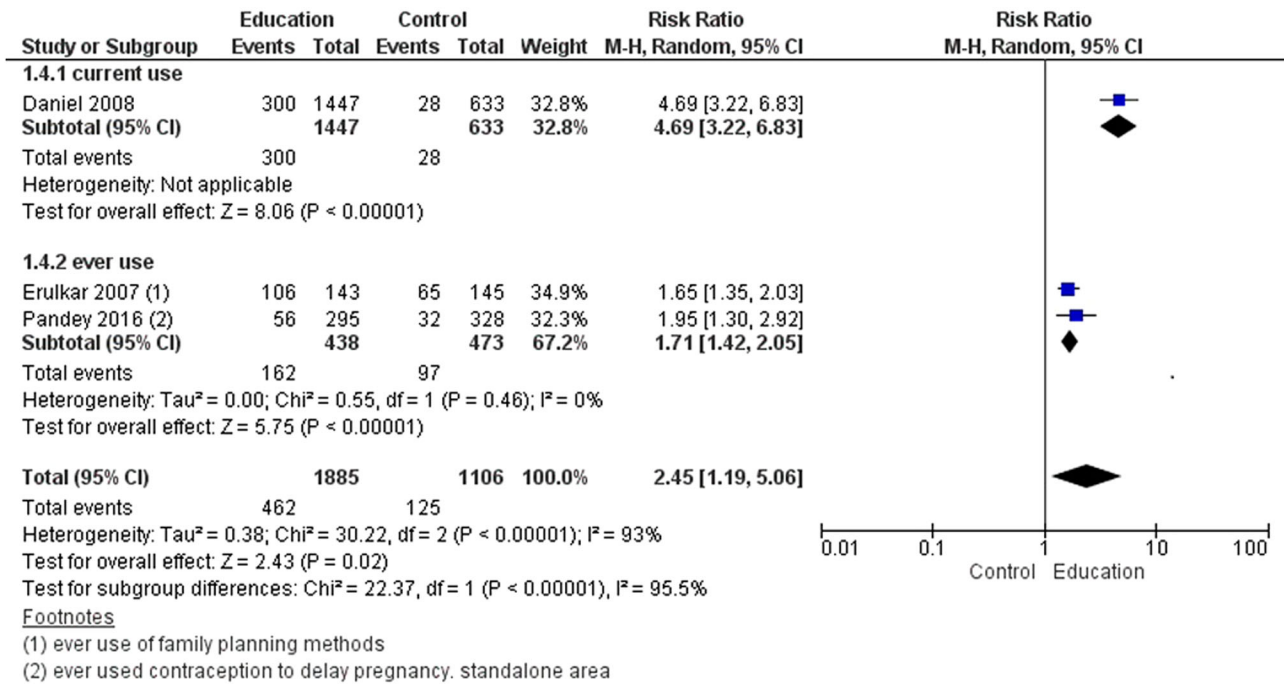 Education Control Risk Ratio Risk Ratio
Study or Subgroup Events Total Events Total Weight M-H, Random, 95% CI M-H, Random, 95% CI
1.4.1 current use
Daniel 2008 300 1447 28 633 32.8% 4.69 [3.22, 6.83]
Subtotal (95% CI) 1447 633 32.8% 4.69 [3.22, 6.83]
Total events 300 28
Heterogeneity: Not applicable
Test for overall effect: Z = 8.06 (P < 0.00001)
1.4.2 ever use
Erulkar 2007 (1) 106 143 65 145 34.9% 1.65 [1.35, 2.03]
Pandey 2016 (2) 56 295 32 328 32.3% 1.95 [1.30, 2.92]
Subtotal (95% CI) 438 473 67.2% 1.71 [1.42, 2.05]
Total events 162 97
Heterogeneity: Tau² = 0.00; Chi² = 0.55, df = 1 (P = 0.46); I² = 0%
Test for overall effect: Z = 5.75 (P < 0.00001)
Total (95% CI) 1885 1106 100.0% 2.45 [1.19, 5.06]
Total events 462 125
Heterogeneity: Tau² = 0.38; Chi² = 30.22, df = 2 (P < 0.00001); I² = 93%
Test for overall effect: Z = 2.43 (P = 0.02)
Test for subgroup differences: Chi² = 22.37, df = 1 (P < 0.00001), I² = 95.5%
0.01 0.1 1 10 100
Control Education
Footnotes
(1) ever use of family planning methods
(2) ever used contraception to delay pregnancy. standalone area